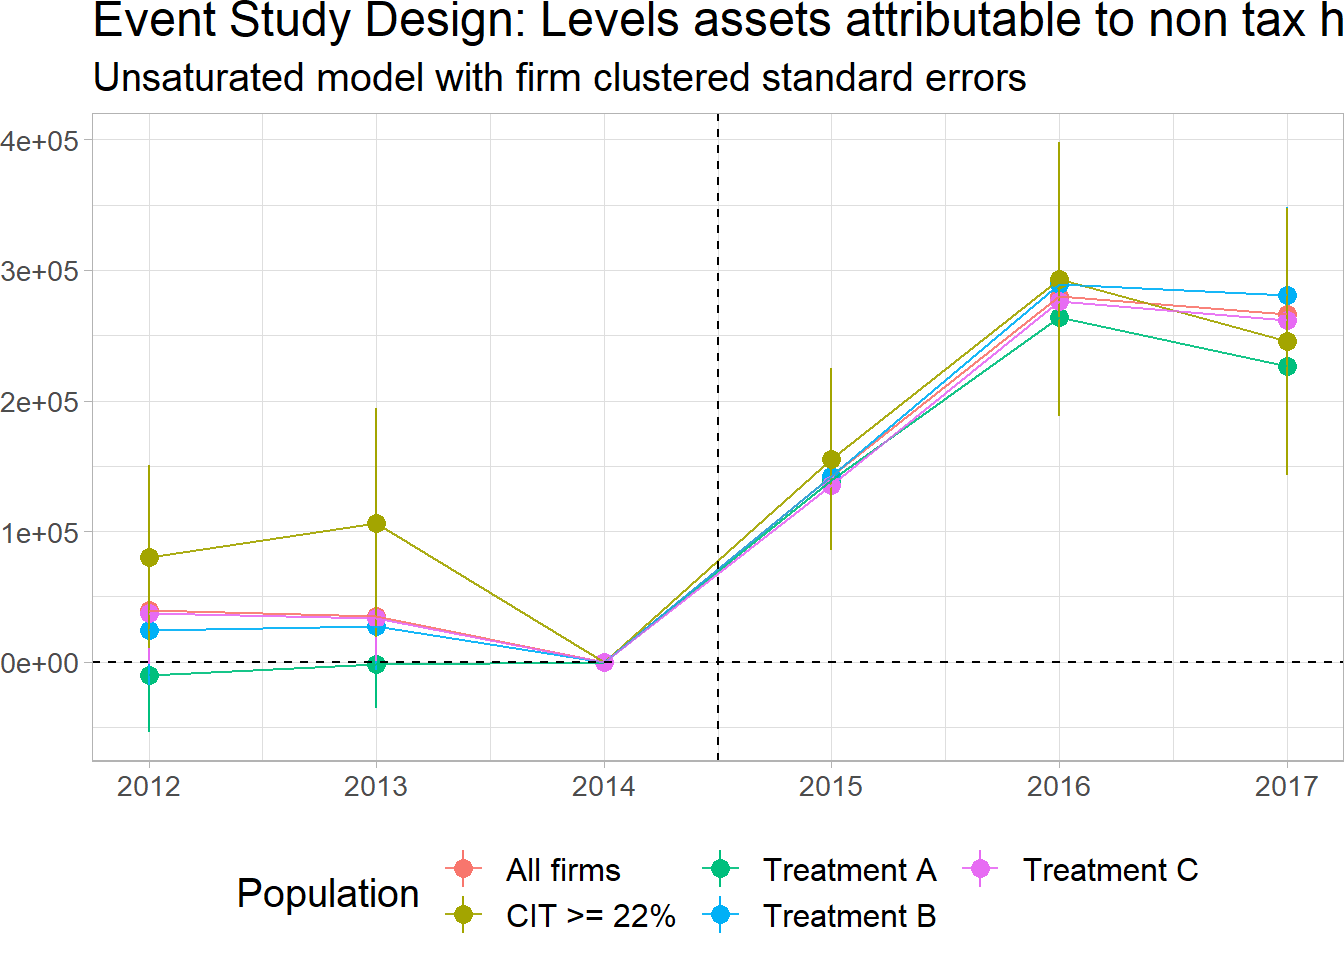 Event Study Design: Levels assets attributable to non tax h
Unsaturated model with firm clustered standard errors
4e+05
3e+05
2e+05
1e+05
0e+00
2012 2013 2014 2015 2016 2017
Population
All firms Treatment A Treatment C
CIT >= 22% Treatment B